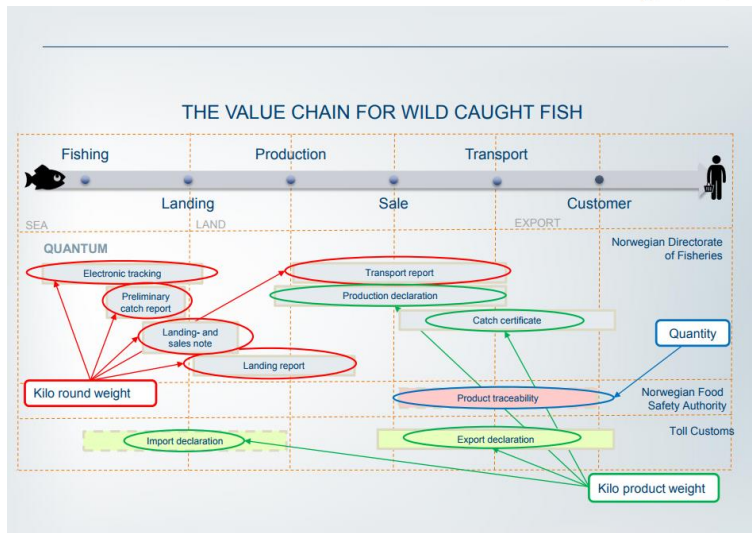 THE VALUE CHAIN FOR WILD CAUGHT FISH
Fishing
Production
Transport
Landing
Sale
Customer
SEA
LAND
EXPORT
QUANTUM
Norwegian Directorate
of Fisheries
Electronic tracking
Transport report
Preliminary
catch report
Production declaration
Catch certificate
Landing- and
sales note
Quantity
Landing report
Kilo round weight
Product traceability
Norwegian Food
Safety Authority
Toll Customs
Import declaration
Export declaration
Kilo product weight